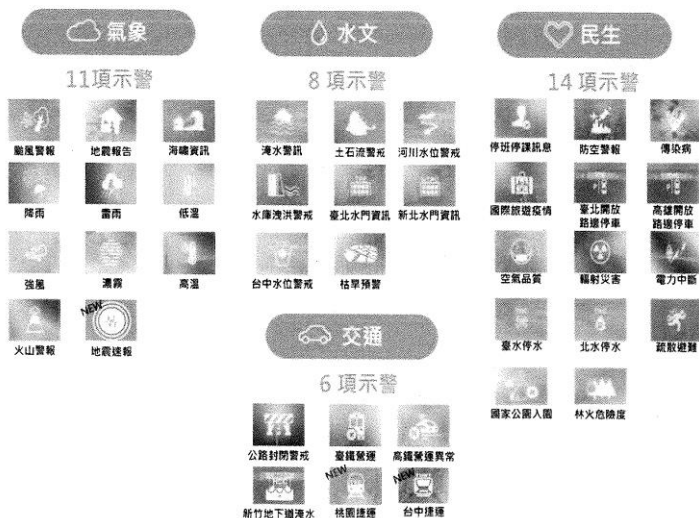 氣象
11項示警
颱風警報 地震報告 海嘯資訊
降雨 雷雨 低溫
強風 濃霧 高溫
NEW
火山警報 地震速報
水文
8 項示警
淹水警訊 土石流警戒 河川水位警戒
水庫洩洪警戒 臺北水門資訊 新北水門資訊
台中水位警戒 枯旱預警
交通
6 項示警
公路封閉警戒 臺鐵營運 高鐵營運異常
NEW NEW
新竹地下道淹水 桃園捷運 台中捷運
民生
14 項示警
停班停課訊息 防空警報 傳染病
國際旅遊疫情 臺北開放 高雄開放
路邊停車 路邊停車
空氣品質 輻射災害 電力中斷
臺水停水 北水停水 疏散避難
國家公園入園 林火危險度